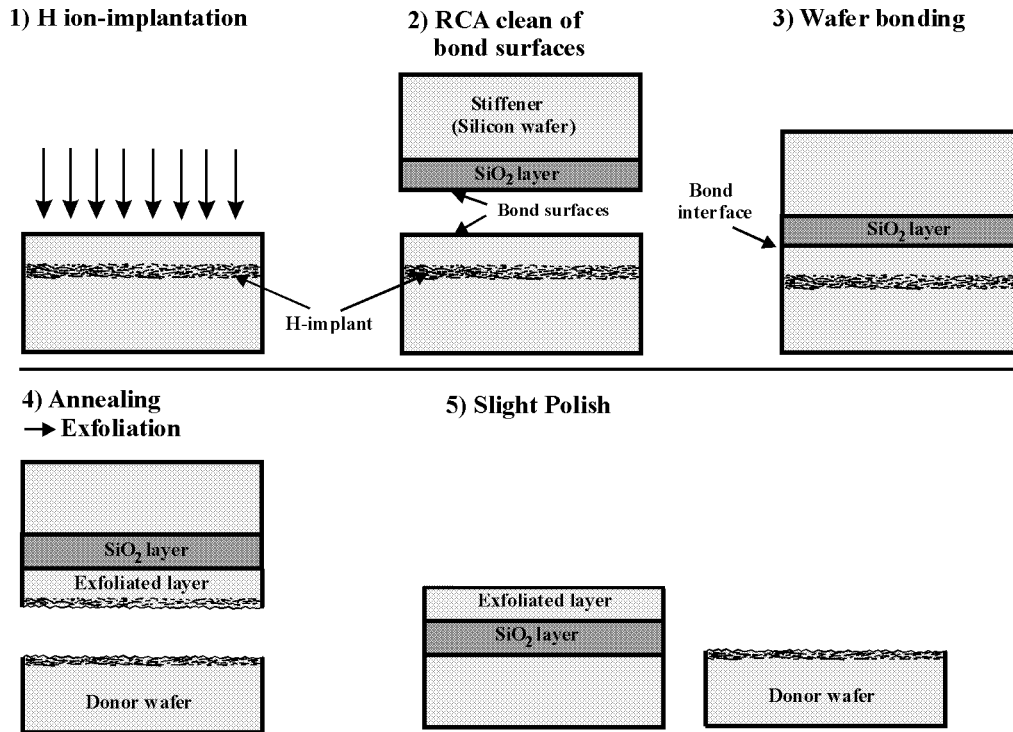 1) H ion-implantation
2) RCA clean of
bond surfaces
3) Wafer bonding
Stiffener
(Silicon wafer)
SiO₂ layer
Bond surfaces
H-implant
Bond
interface
SiO₂ layer
4) Annealing
→ Exfoliation
5) Slight Polish
SiO₂ layer
Exfoliated layer
Donor wafer
Exfoliated layer
SiO₂ layer
Donor wafer